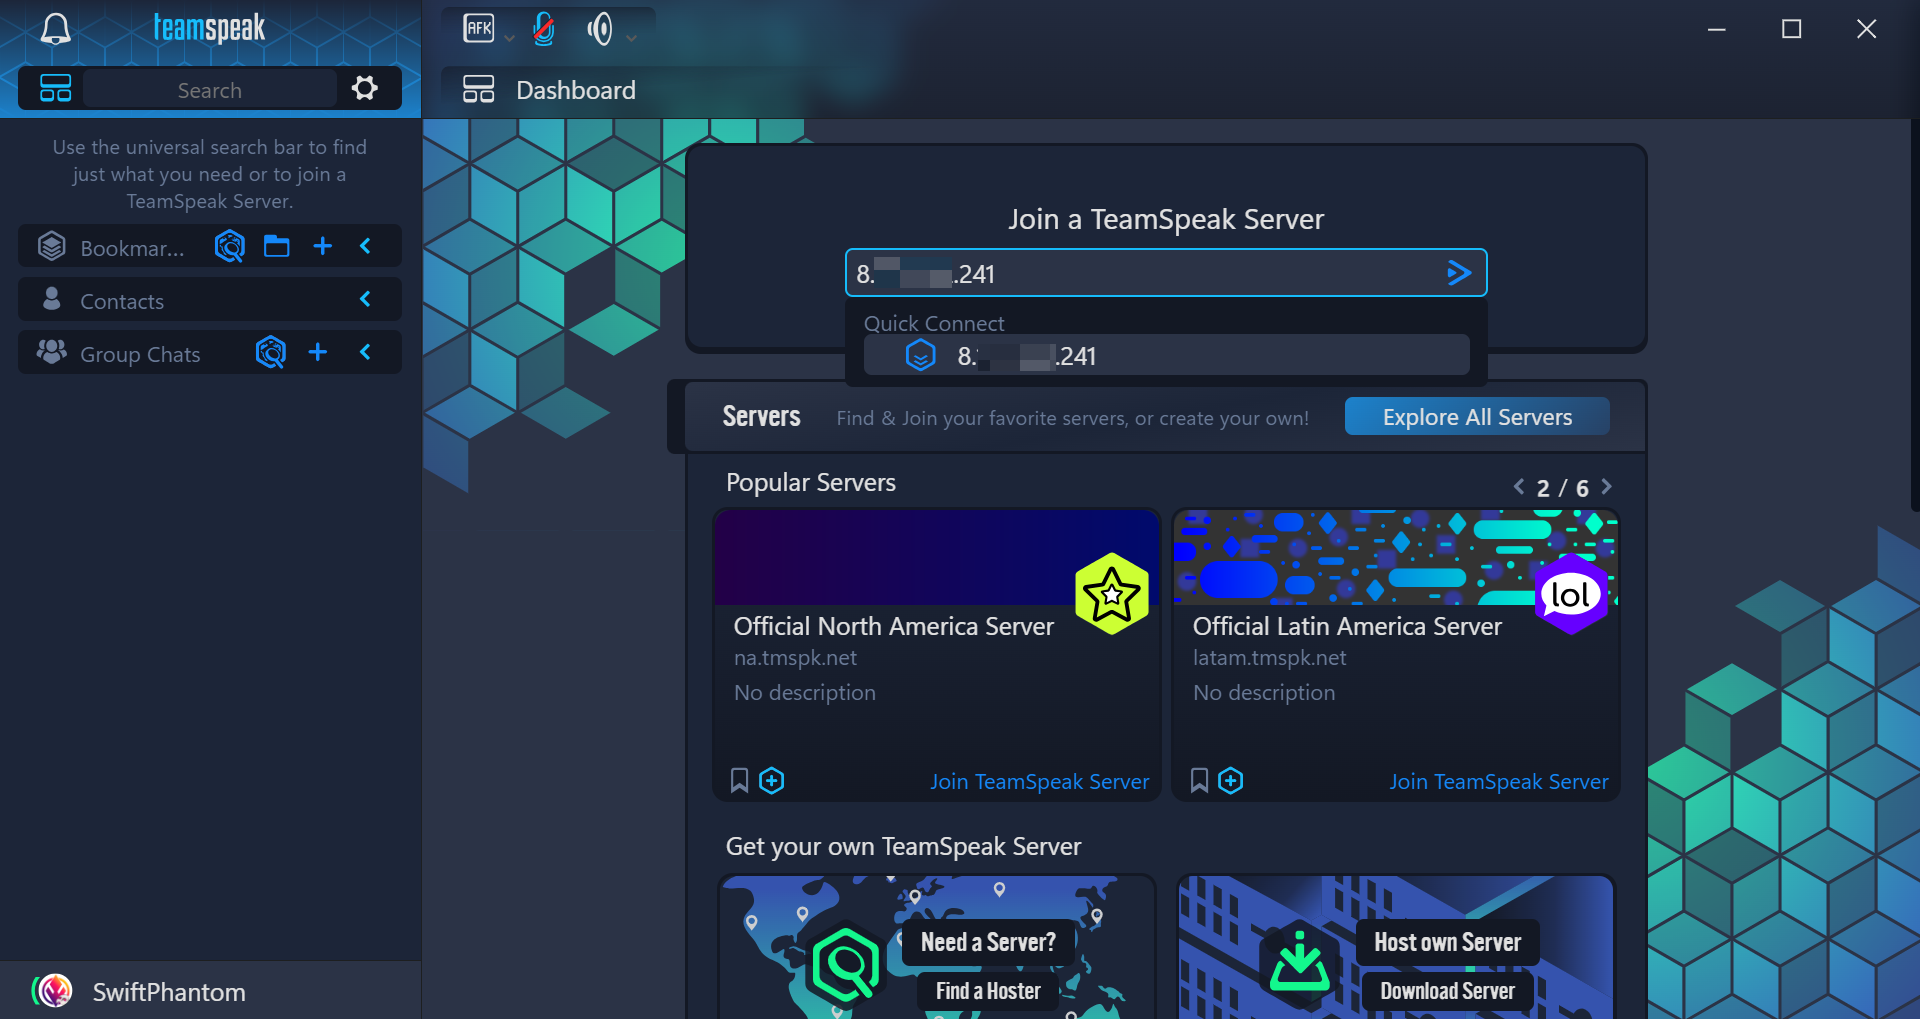 teamspeak
AFK
Search
Dashboard
Use the universal search bar to find
just what you need or to join a
TeamSpeak Server.
Bookmar...
Contacts
Group Chats
Join a TeamSpeak Server
8. .241
Quick Connect
8. .241
Servers
Find & Join your favorite servers, or create your own!
Explore All Servers
Popular Servers
2 / 6
lol
Official North America Server
na.tmspk.net
No description
Join TeamSpeak Server
Official Latin America Server
latam.tmspk.net
No description
Join TeamSpeak Server
Get your own TeamSpeak Server
Need a Server?
Find a Hoster
Host own Server
Download Server
SwiftPhantom